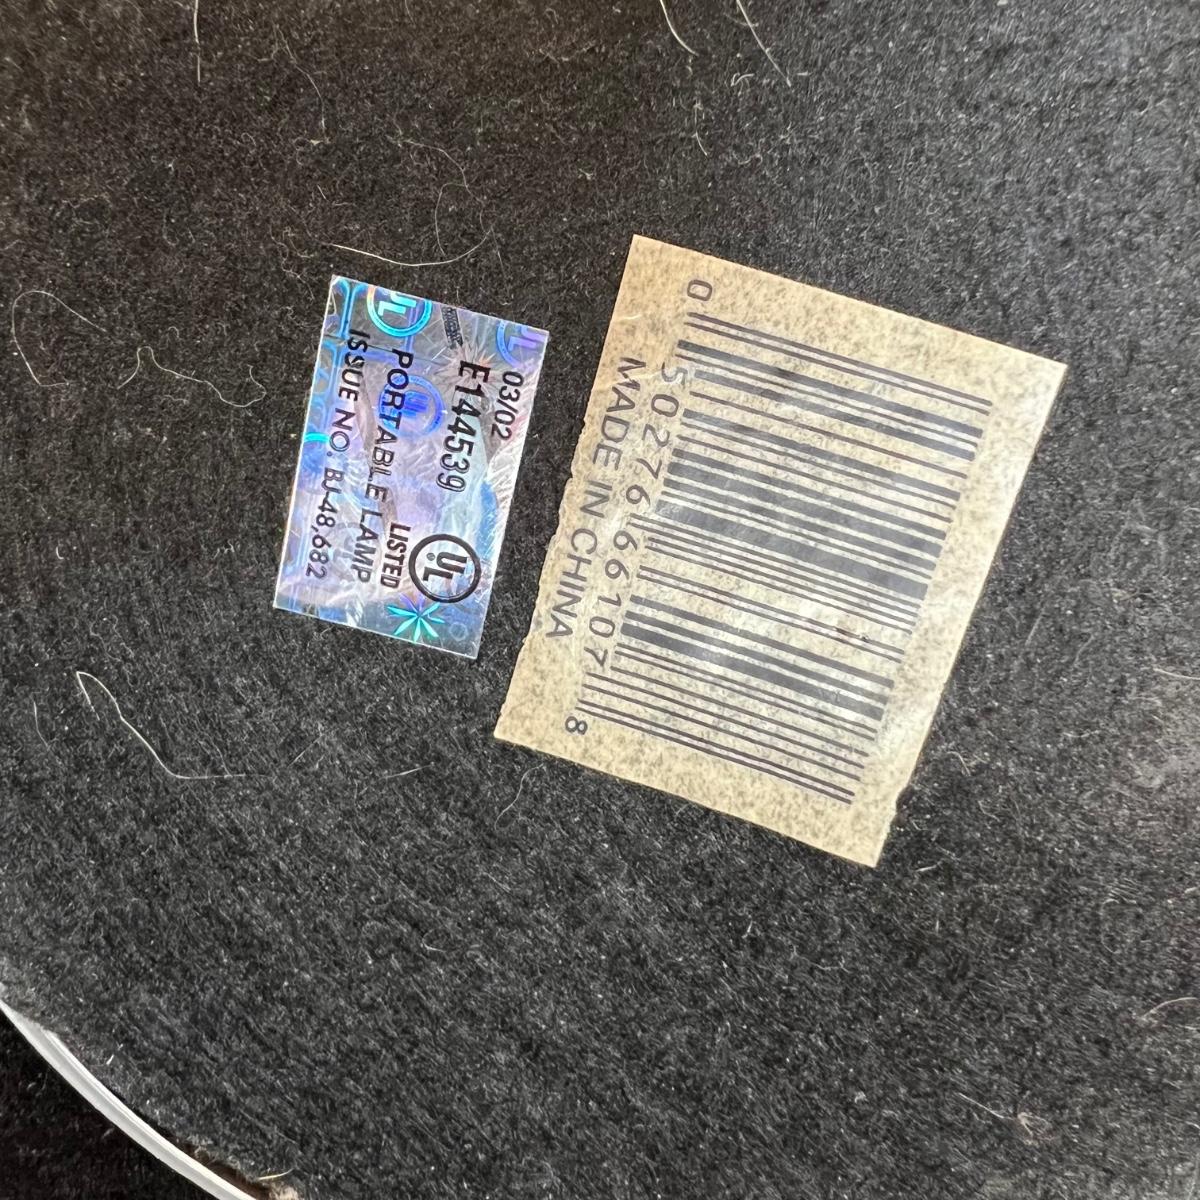 03/02
E144539
UL
LISTED
PORTABLE LAMP
ISSUE NO. BJ-48,682
0 50276 66107 8
MADE IN CHINA